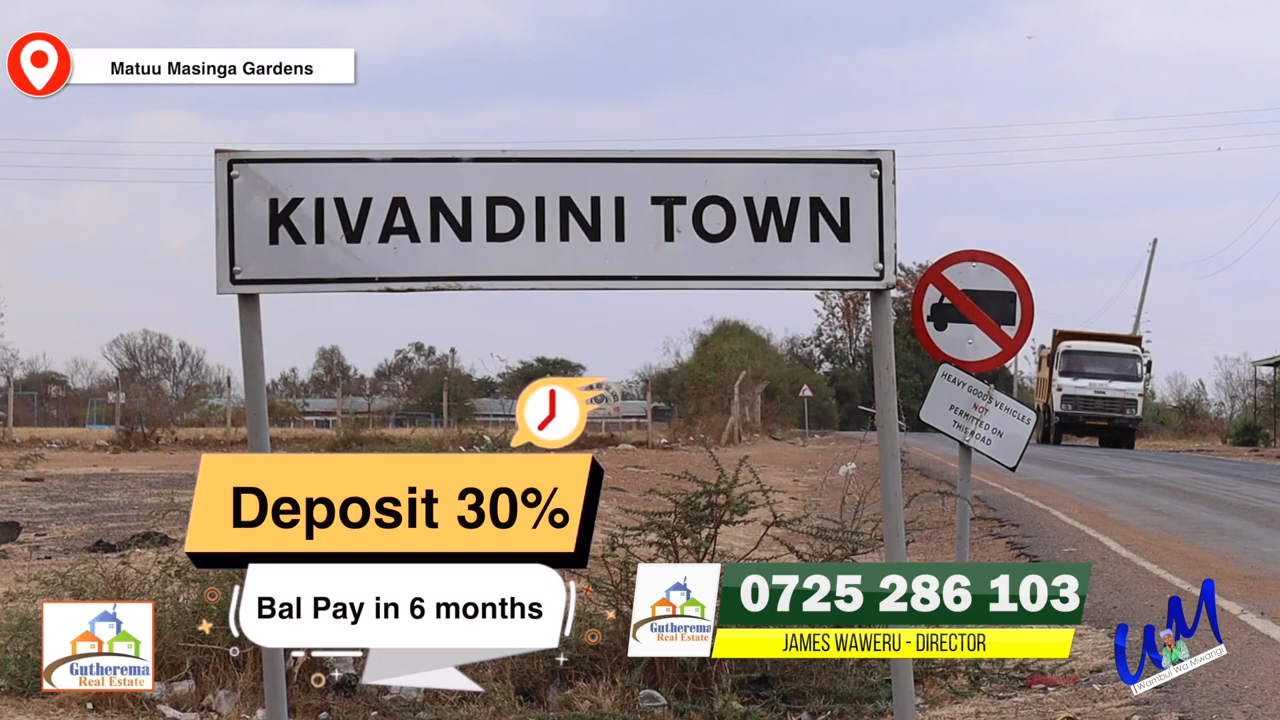 Matuu Masinga Gardens
KIVANDINI TOWN
HEAVY GOODS VEHICLES
NOT
PERMITTED ON
THIS ROAD
Deposit 30%
Bal Pay in 6 months
0725 286 103
JAMES WAWERU - DIRECTOR
Gutherema
Real Estate
Gutherema
Real Estate
WM
Wambui Wa Mwangi